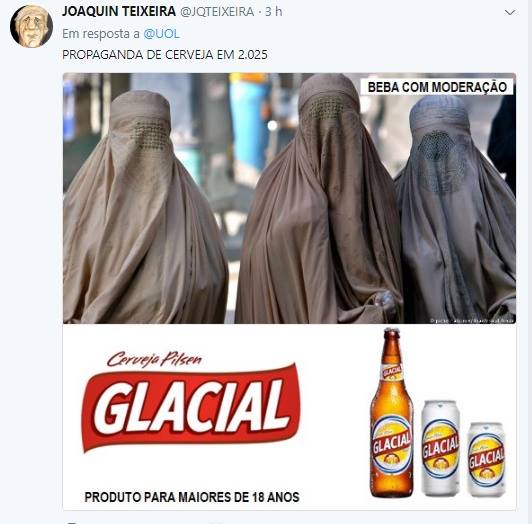 JOAQUIN TEIXEIRA @JQTEIXEIRA · 3 h
Em resposta a @UOL
PROPAGANDA DE CERVEJA EM 2.025
BEBA COM MODERAÇÃO
Cerveja Pilsen
GLACIAL
GLACIAL
GLACIAL
GLACIAL
GLACIAL
PRODUTO PARA MAIORES DE 18 ANOS